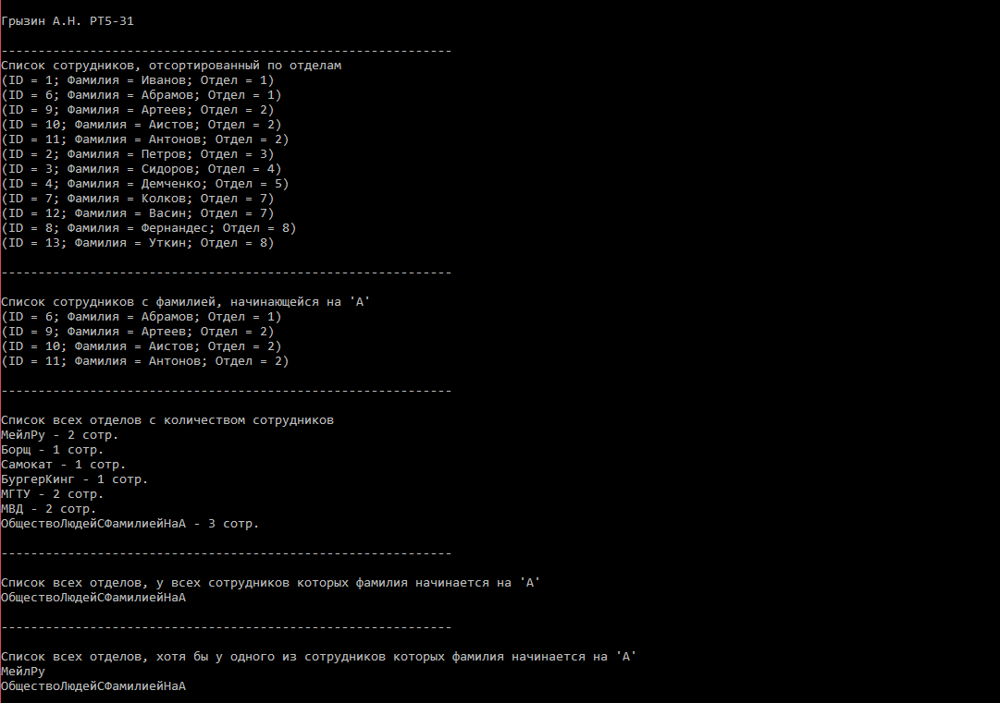 Грызин А.Н. РТ5-31
-------------------------------------------------------------
Список сотрудников, отсортированный по отделам
(ID = 1; Фамилия = Иванов; Отдел = 1)
(ID = 6; Фамилия = Абрамов; Отдел = 1)
(ID = 9; Фамилия = Артеев; Отдел = 2)
(ID = 10; Фамилия = Аистов; Отдел = 2)
(ID = 11; Фамилия = Антонов; Отдел = 2)
(ID = 2; Фамилия = Петров; Отдел = 3)
(ID = 3; Фамилия = Сидоров; Отдел = 4)
(ID = 4; Фамилия = Демченко; Отдел = 5)
(ID = 7; Фамилия = Колков; Отдел = 7)
(ID = 12; Фамилия = Васин; Отдел = 7)
(ID = 8; Фамилия = Фернандес; Отдел = 8)
(ID = 13; Фамилия = Уткин; Отдел = 8)
-------------------------------------------------------------
Список сотрудников с фамилией, начинающейся на 'А'
(ID = 6; Фамилия = Абрамов; Отдел = 1)
(ID = 9; Фамилия = Артеев; Отдел = 2)
(ID = 10; Фамилия = Аистов; Отдел = 2)
(ID = 11; Фамилия = Антонов; Отдел = 2)
-------------------------------------------------------------
Список всех отделов с количеством сотрудников
МейлРу - 2 сотр.
Борщ - 1 сотр.
Самокат - 1 сотр.
БургерКинг - 1 сотр.
МГТУ - 2 сотр.
МВД - 2 сотр.
ОбществоЛюдейСФамилиейНаА - 3 сотр.
-------------------------------------------------------------
Список всех отделов, у всех сотрудников которых фамилия начинается на 'А'
ОбществоЛюдейСФамилиейНаА
-------------------------------------------------------------
Список всех отделов, хотя бы у одного из сотрудников которых фамилия начинается на 'А'
МейлРу
ОбществоЛюдейСФамилиейНаА